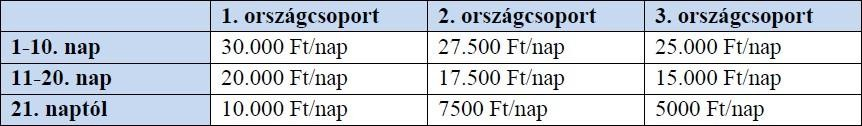 1. országcsoport 2. országcsoport 3. országcsoport
1-10. nap 30.000 Ft/nap 27.500 Ft/nap 25.000 Ft/nap
11-20. nap 20.000 Ft/nap 17.500 Ft/nap 15.000 Ft/nap
21. naptól 10.000 Ft/nap 7500 Ft/nap 5000 Ft/nap